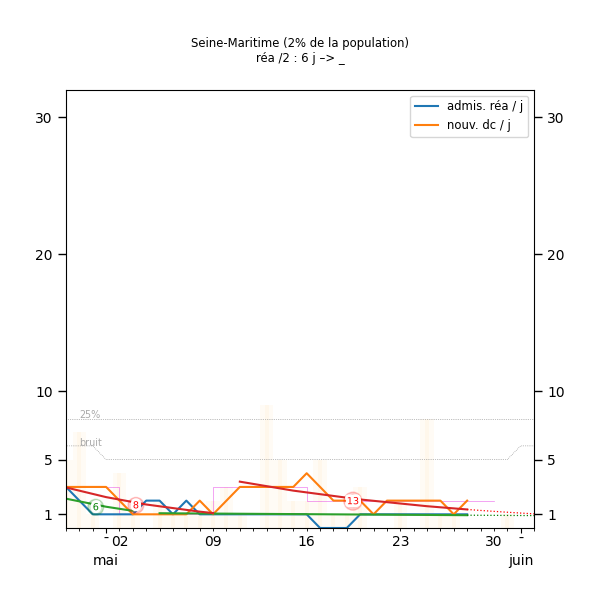 Seine-Maritime (2% de la population)
réa /2 : 6 j –> _
admis. réa / j
nouv. dc / j
30 30
20 20
10 10
25%
bruit
5 5
6 8 13
1 1
02 09 16 23 30
mai juin